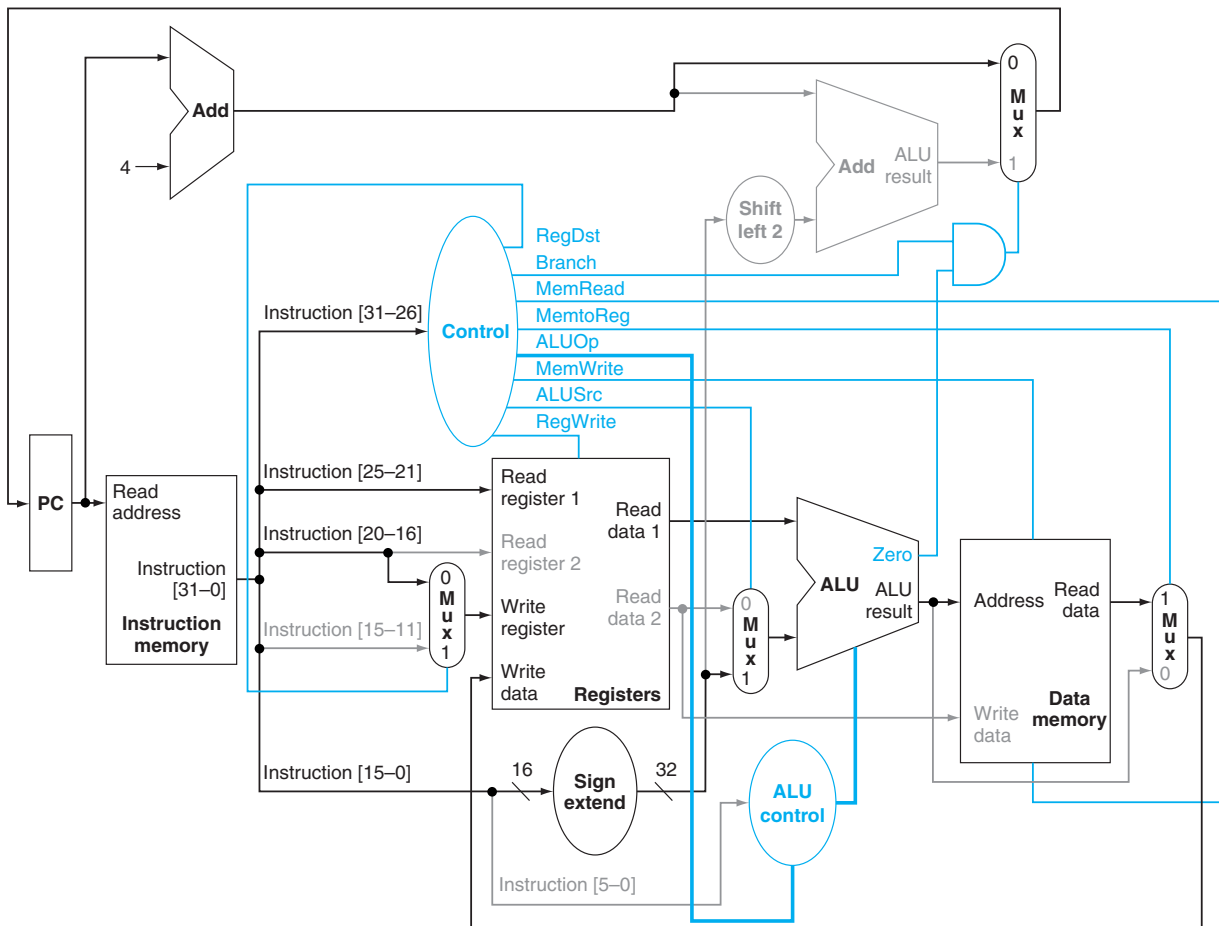 0
M
u
x
1
Add
4
Add
ALU
result
Shift
left 2
RegDst
Branch
MemRead
MemtoReg
ALUOp
MemWrite
ALUSrc
RegWrite
Control
Instruction [31–26]
Instruction [25–21]
Instruction [20–16]
Instruction [15–11]
Instruction [15–0]
Instruction [5–0]
PC
Read
address
Instruction
[31–0]
Instruction
memory
0
M
u
x
1
Read
register 1
Read
register 2
Write
register
Write
data
Read
data 1
Read
data 2
Registers
0
M
u
x
1
Zero
ALU
ALU
result
Address
Read
data
Write
data
Data
memory
1
M
u
x
0
16
Sign
extend
32
ALU
control